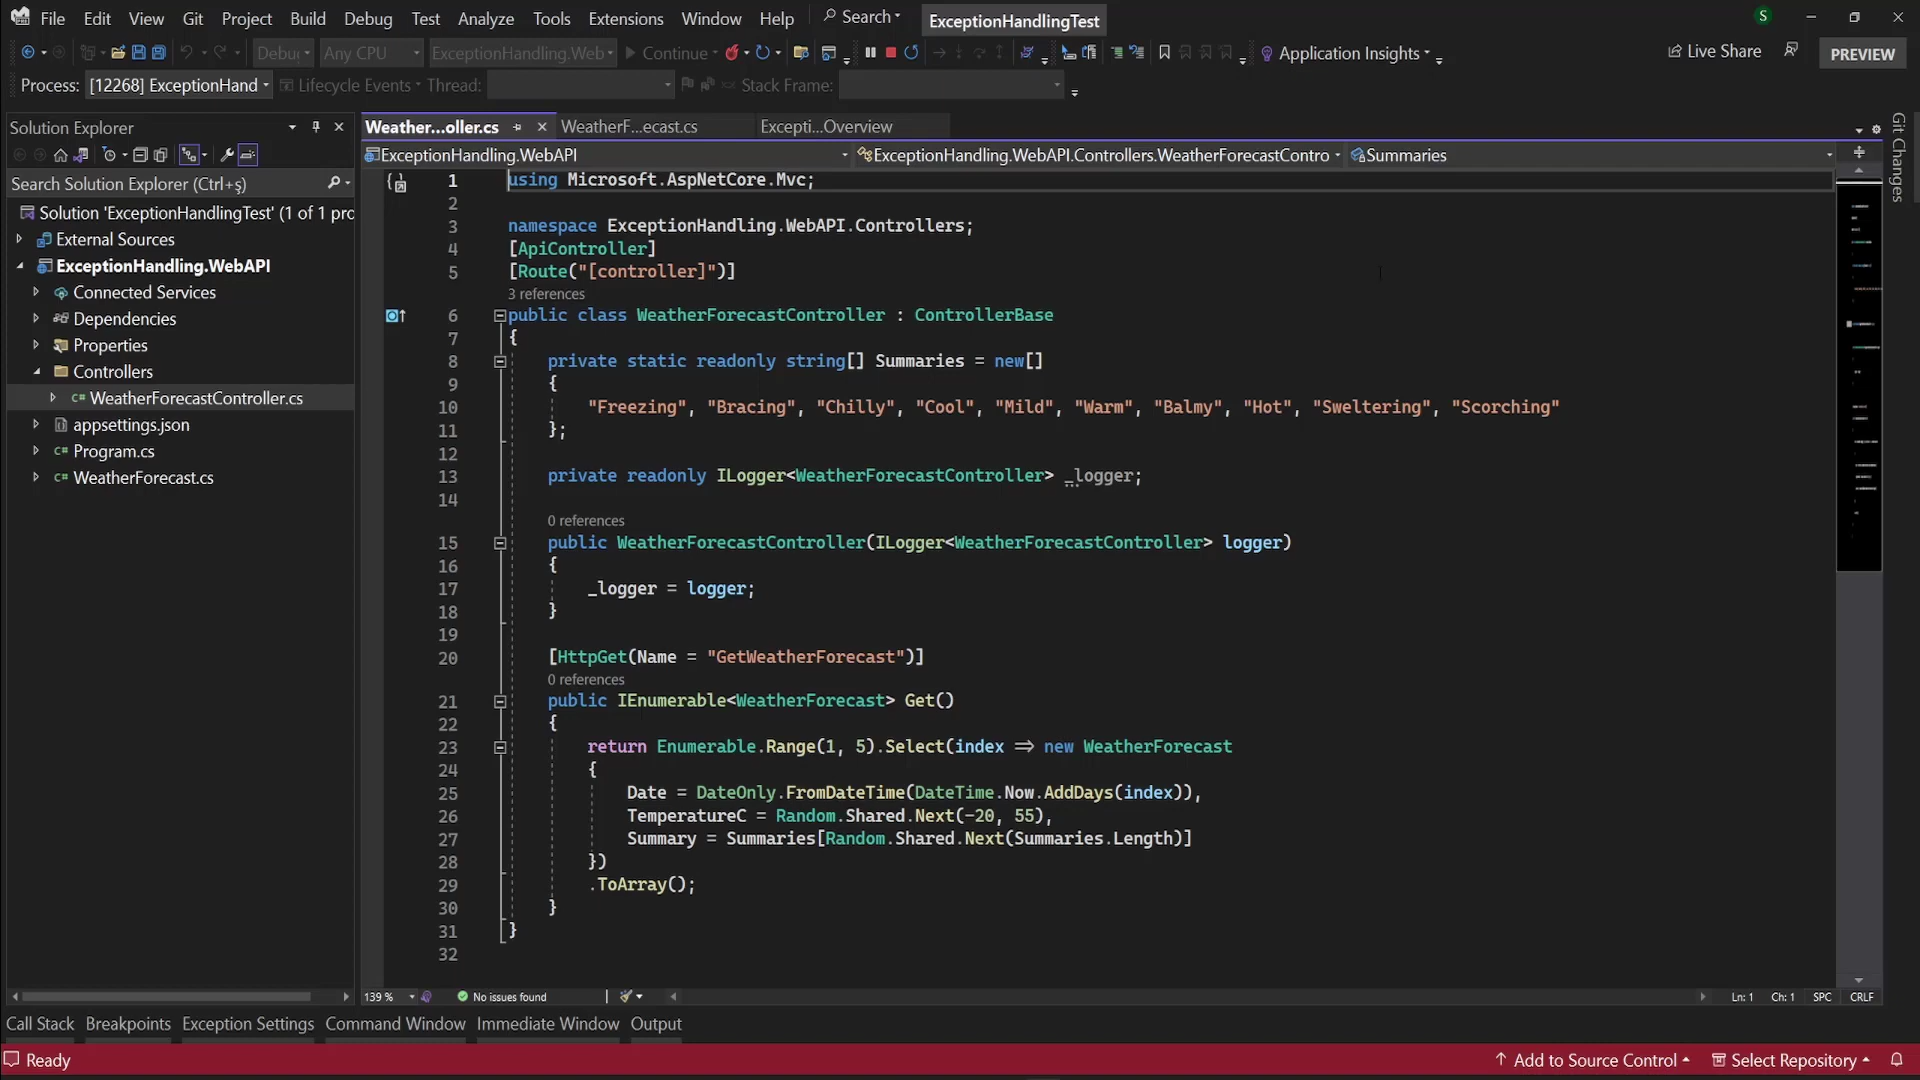 File Edit View Git Project Build Debug Test Analyze Tools Extensions Window Help Search ExceptionHandlingTest S
Debu Any CPU ExceptionHandling.Web Continue Application Insights Live Share PREVIEW
Process: [12268] ExceptionHand Lifecycle Events Thread: Stack Frame:
Solution Explorer
Search Solution Explorer (Ctrl+ş)
Solution 'ExceptionHandlingTest' (1 of 1 pro
External Sources
ExceptionHandling.WebAPI
Connected Services
Dependencies
Properties
Controllers
C# WeatherForecastController.cs
appsettings.json
C# Program.cs
C# WeatherForecast.cs
Weather...oller.cs WeatherF...ecast.cs Excepti...Overview
ExceptionHandling.WebAPI ExceptionHandling.WebAPI.Controllers.WeatherForecastContro Summaries
1 using Microsoft.AspNetCore.Mvc;
2
3 namespace ExceptionHandling.WebAPI.Controllers;
4 [ApiController]
5 [Route("[controller]")]
3 references
6 public class WeatherForecastController : ControllerBase
7 {
8 private static readonly string[] Summaries = new[]
9 {
10 "Freezing", "Bracing", "Chilly", "Cool", "Mild", "Warm", "Balmy", "Hot", "Sweltering", "Scorching"
11 };
12
13 private readonly ILogger<WeatherForecastController> _logger;
14
0 references
15 public WeatherForecastController(ILogger<WeatherForecastController> logger)
16 {
17 _logger = logger;
18 }
19
20 [HttpGet(Name = "GetWeatherForecast")]
0 references
21 public IEnumerable<WeatherForecast> Get()
22 {
23 return Enumerable.Range(1, 5).Select(index => new WeatherForecast
24 {
25 Date = DateOnly.FromDateTime(DateTime.Now.AddDays(index)),
26 TemperatureC = Random.Shared.Next(-20, 55),
27 Summary = Summaries[Random.Shared.Next(Summaries.Length)]
28 })
29 .ToArray();
30 }
31 }
32
Git Changes
139 % No issues found Ln: 1 Ch: 1 SPC CRLF
Call Stack Breakpoints Exception Settings Command Window Immediate Window Output
Ready Add to Source Control Select Repository